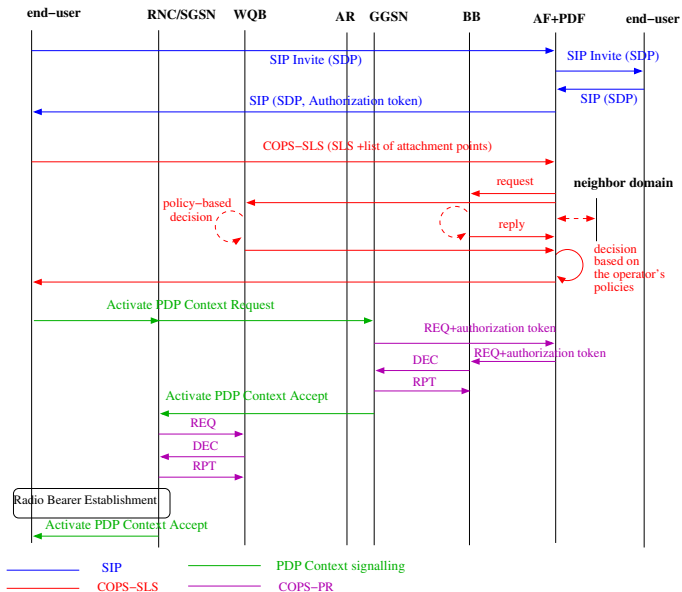 end-user RNC/SGSN WQB AR GGSN BB AF+PDF end-user
SIP Invite (SDP)
SIP Invite (SDP)
SIP (SDP)
SIP (SDP, Authorization token)
COPS-SLS (SLS +list of attachment points)
request
neighbor domain
policy-based
decision
reply
decision
based on
the operator's
policies
Activate PDP Context Request
REQ+authorization token
REQ+authorization token
DEC
RPT
Activate PDP Context Accept
REQ
DEC
RPT
Radio Bearer Establishment
Activate PDP Context Accept
SIP
PDP Context signalling
COPS-SLS
COPS-PR